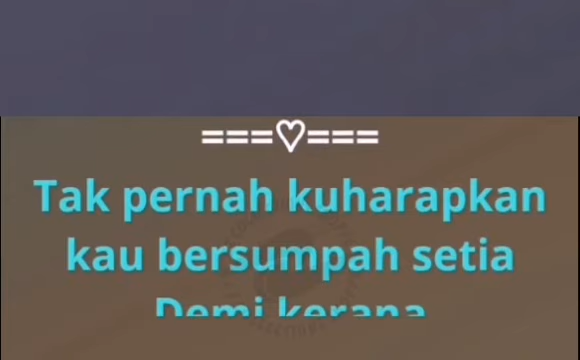 ===♡===
Tak pernah kuharapkan
kau bersumpah setia
Demi kerana